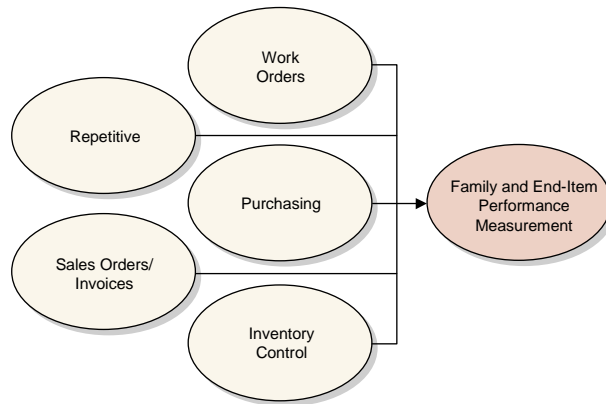 Work
Orders
Repetitive
Purchasing
Family and End-Item
Performance
Measurement
Sales Orders/
Invoices
Inventory
Control